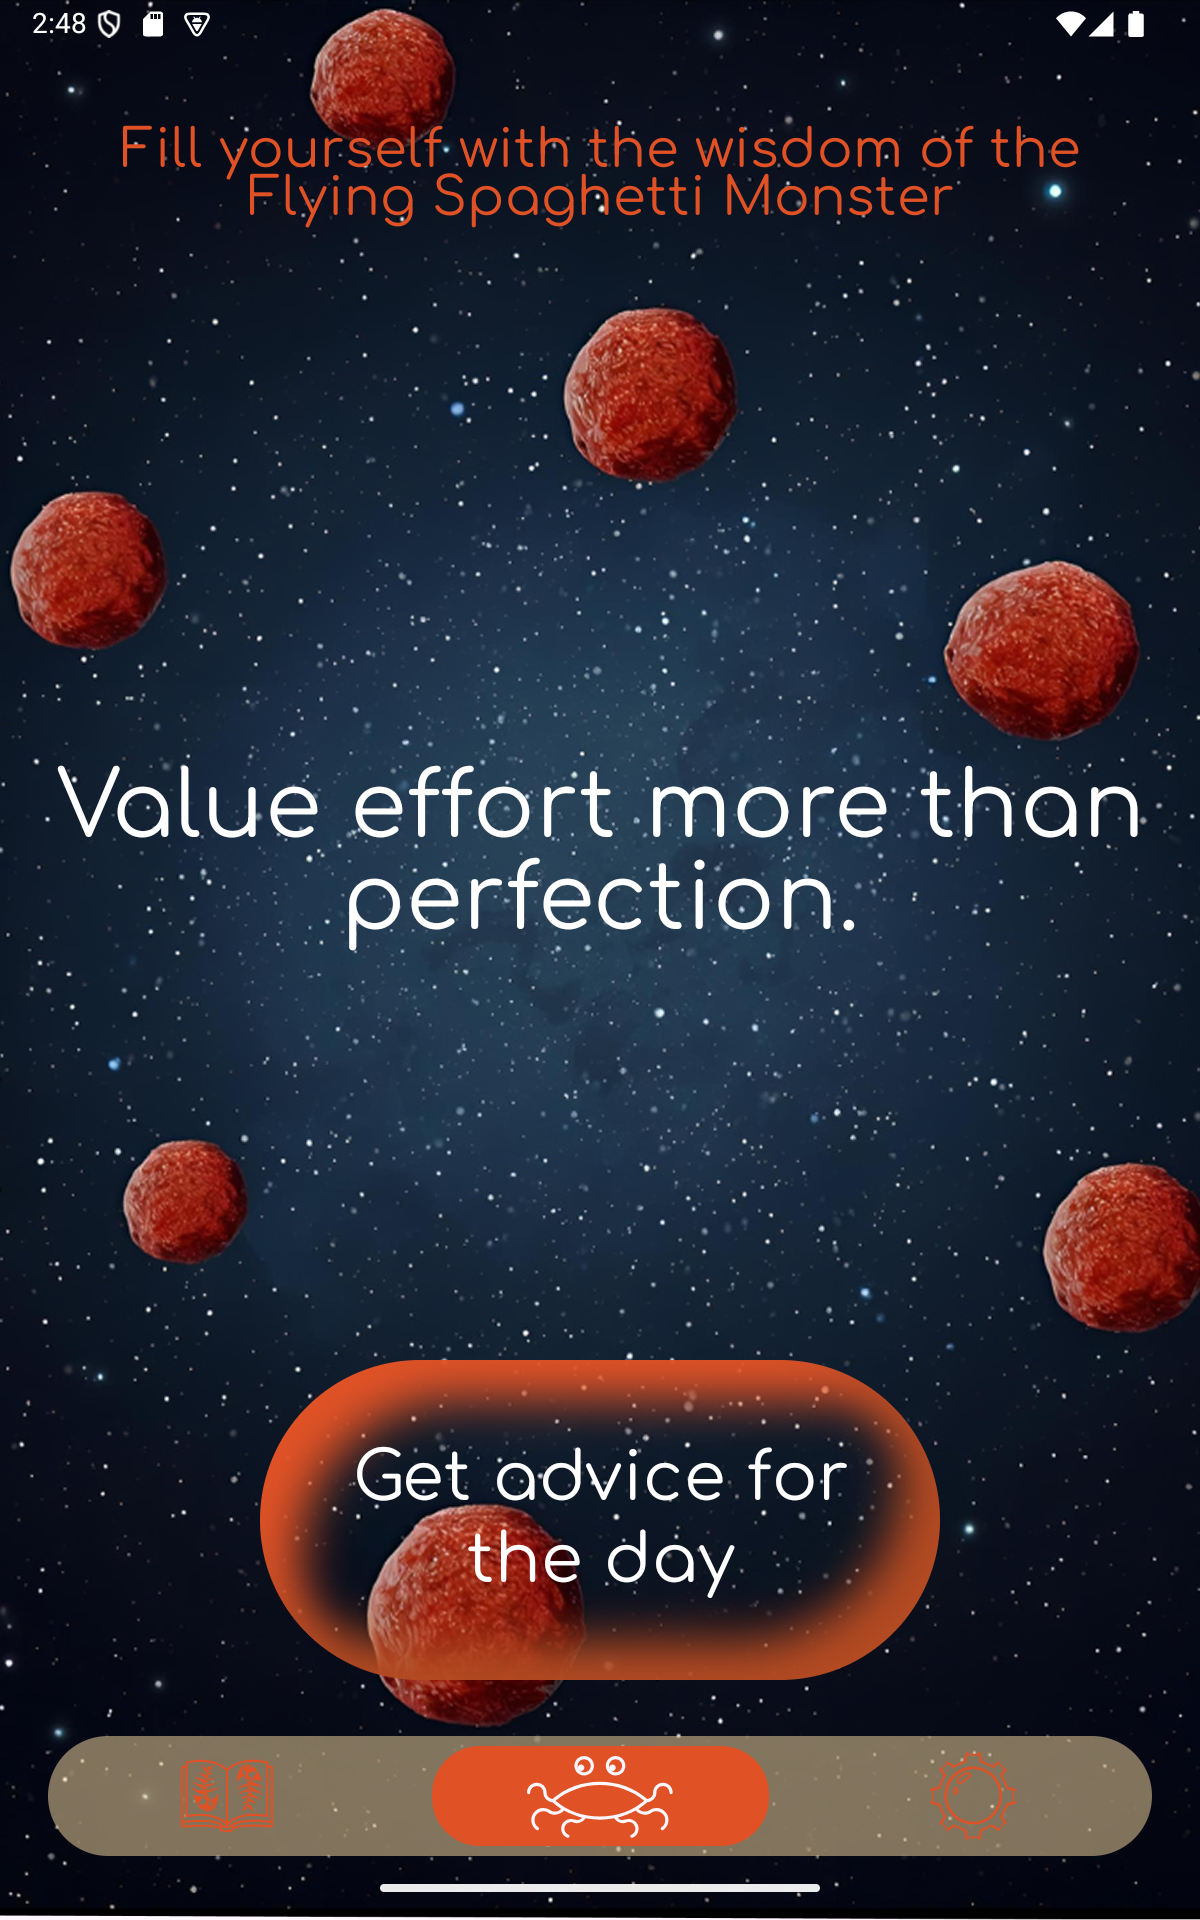 2:48
Fill yourself with the wisdom of the
Flying Spaghetti Monster
Value effort more than
perfection.
Get advice for
the day